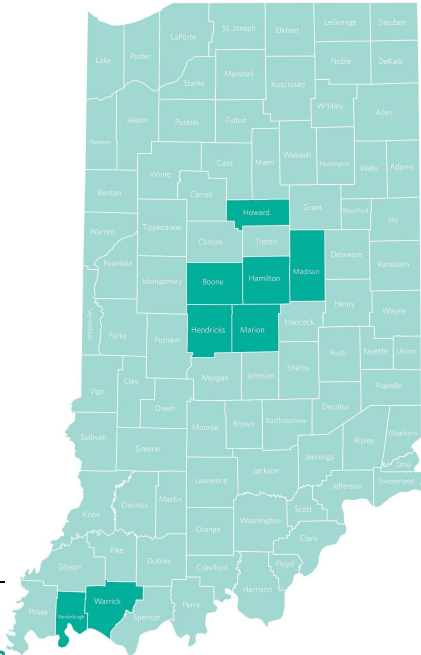 LaPorte
St. Joseph
Elkhart
LaGrange
Steuben
Lake
Porter
Noble
DeKalb
Starke
Marshall
Kosciusko
Whitley
Allen
Newton
Jasper
Pulaski
Fulton
Cass
Miami
Wabash
Huntington
Wells
Adams
White
Benton
Carroll
Howard
Grant
Blackford
Jay
Warren
Tippecanoe
Clinton
Tipton
Madison
Delaware
Randolph
Fountain
Montgomery
Boone
Hamilton
Vermillion
Parke
Putnam
Hendricks
Marion
Hancock
Henry
Wayne
Rush
Fayette
Union
Vigo
Clay
Morgan
Johnson
Shelby
Franklin
Owen
Sullivan
Greene
Monroe
Brown
Bartholomew
Decatur
Dearborn
Ripley
Jennings
Ohio
Switzerland
Jefferson
Knox
Daviess
Martin
Lawrence
Jackson
Scott
Washington
Orange
Clark
Gibson
Pike
Dubois
Crawford
Floyd
Harrison
Posey
Vanderburgh
Warrick
Spencer
Perry